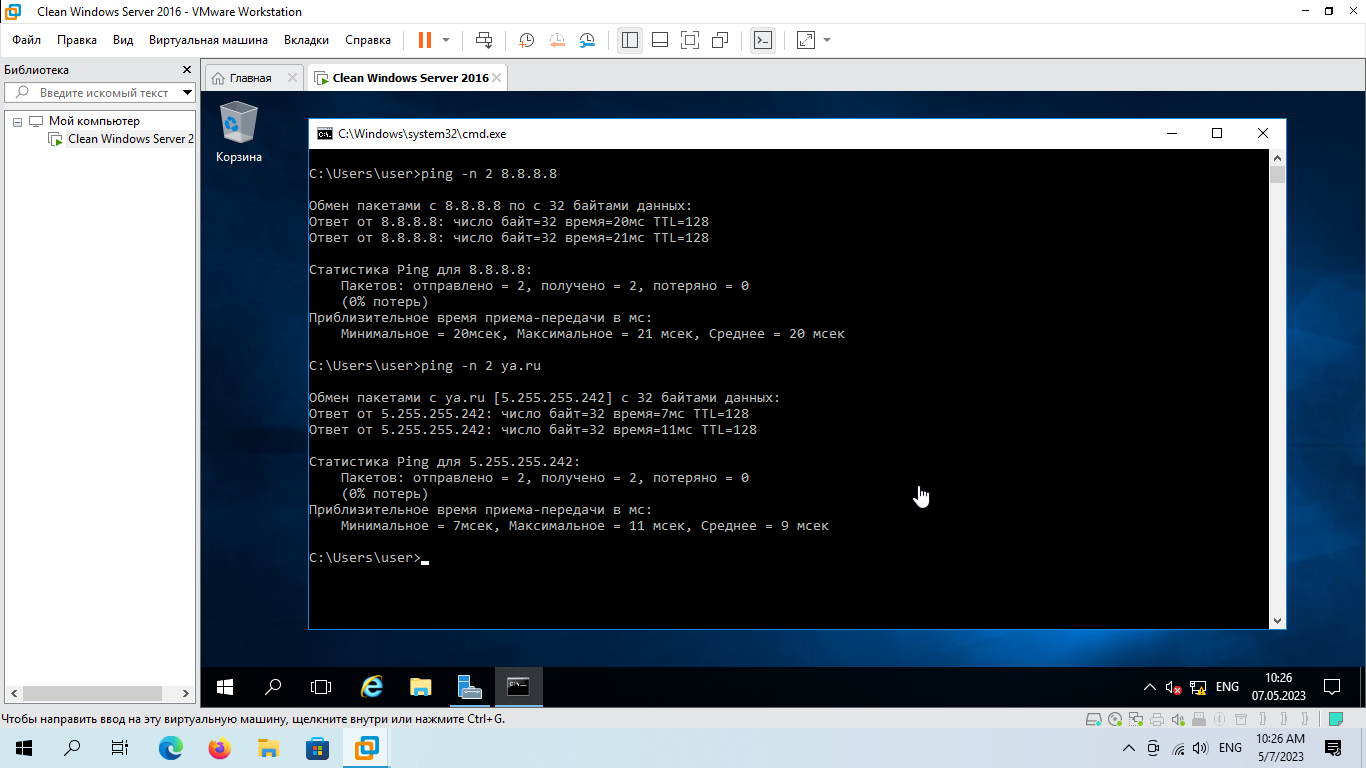 Clean Windows Server 2016 - VMware Workstation
Файл Правка Вид Виртуальная машина Вкладки Справка
Библиотека
Введите искомый текст
Мой компьютер
Clean Windows Server 2
Главная
Clean Windows Server 2016
Корзина
C:\Windows\system32\cmd.exe
C:\Users\user>ping -n 2 8.8.8.8
Обмен пакетами с 8.8.8.8 по с 32 байтами данных:
Ответ от 8.8.8.8: число байт=32 время=20мс TTL=128
Ответ от 8.8.8.8: число байт=32 время=21мс TTL=128
Статистика Ping для 8.8.8.8:
Пакетов: отправлено = 2, получено = 2, потеряно = 0
(0% потерь)
Приблизительное время приема-передачи в мс:
Минимальное = 20мсек, Максимальное = 21 мсек, Среднее = 20 мсек
C:\Users\user>ping -n 2 ya.ru
Обмен пакетами с ya.ru [5.255.255.242] с 32 байтами данных:
Ответ от 5.255.255.242: число байт=32 время=7мс TTL=128
Ответ от 5.255.255.242: число байт=32 время=11мс TTL=128
Статистика Ping для 5.255.255.242:
Пакетов: отправлено = 2, получено = 2, потеряно = 0
(0% потерь)
Приблизительное время приема-передачи в мс:
Минимальное = 7мсек, Максимальное = 11 мсек, Среднее = 9 мсек
C:\Users\user>
ENG
10:26
07.05.2023
Чтобы направить ввод на эту виртуальную машину, щелкните внутри или нажмите Ctrl+G.
ENG
10:26 AM
5/7/2023